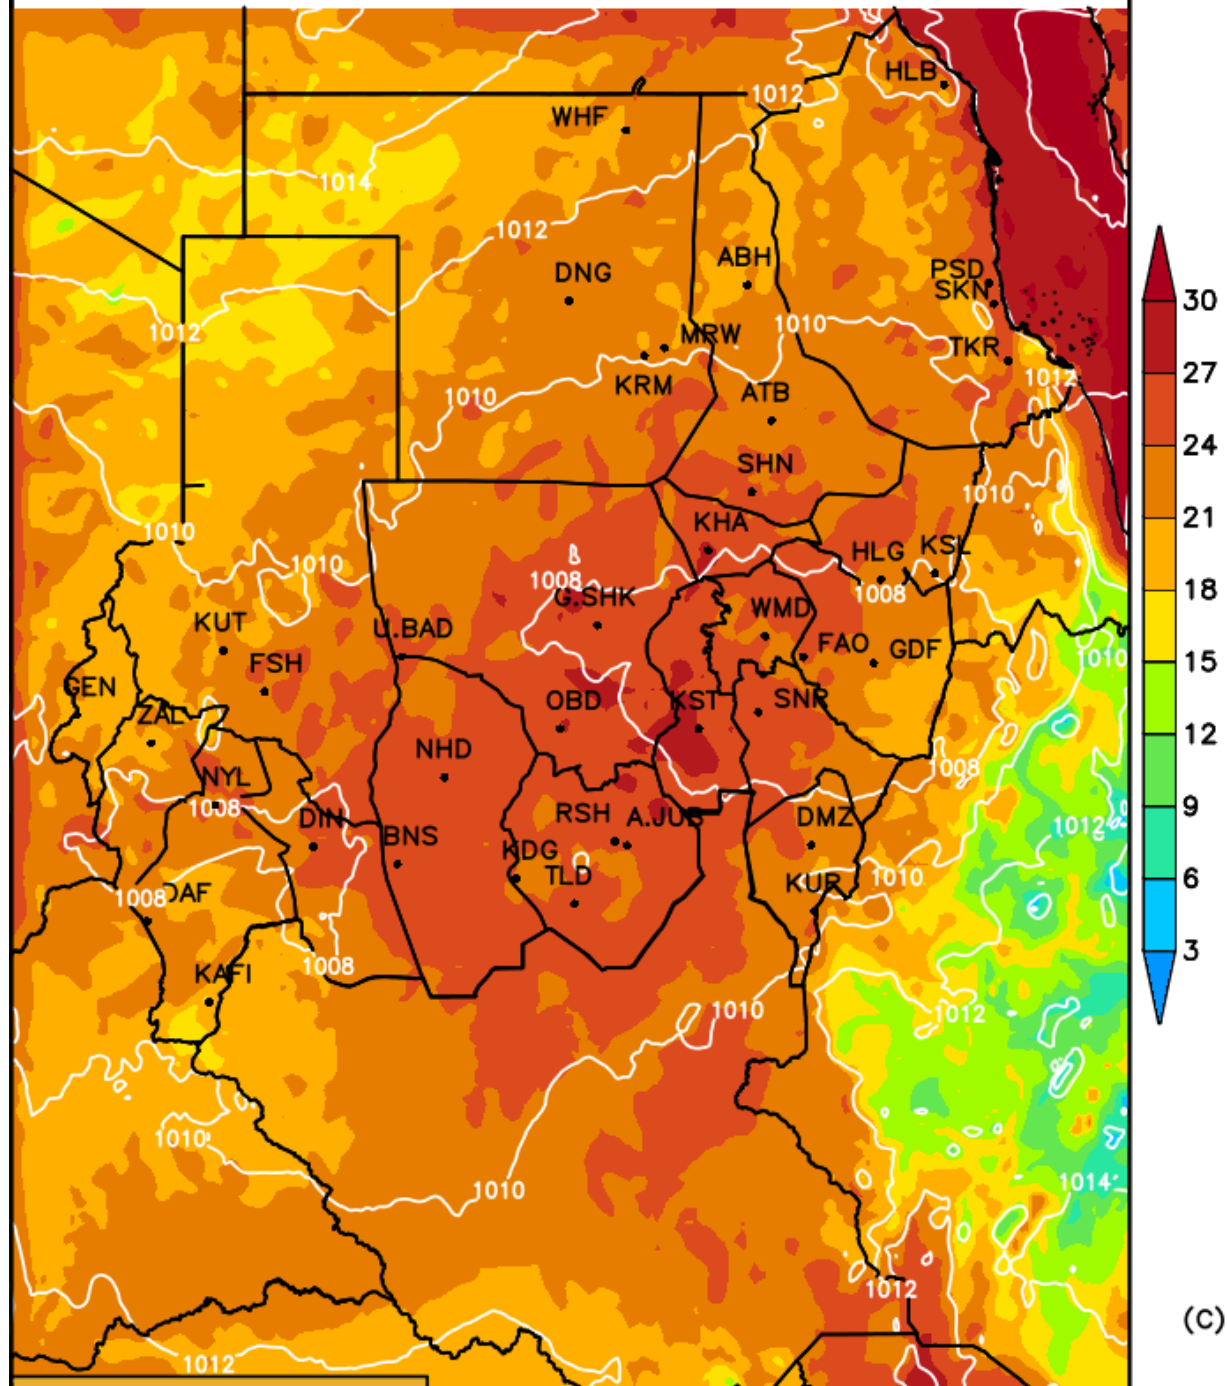 HLB
1012
WHF
1014
1012
ABH
DNG
PSD
SKN
1010
1012
MRW
TKR
KRM
1012
ATB
1010
SHN
1010
KHA
1010
HLG KSL
1010
1008
1008
G.SHK
WMD
KUT
U.BAD
FAO GDF
FSH
1010
GEN
OBD
KST
SNR
ZAL
NHD
NYL
1008
1008
DIN
RSH
A.JUB
DMZ
BNS
1012
KDG
TLD
KUR
1010
1008
DAF
1008
KAFI
1010
1012
1010
1010
1014
1012
1012
30
27
24
21
18
15
12
9
6
3
(C)